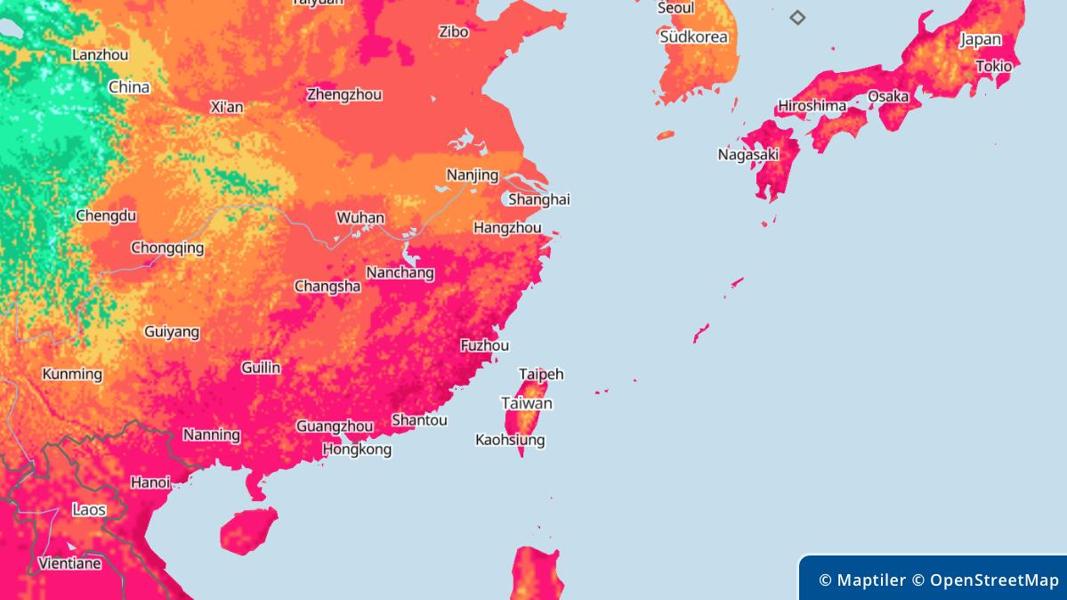 Taiyuan
Seoul
Zibo
Südkorea
Japan
Lanzhou
Tokio
China
Zhengzhou
Osaka
Xi'an
Hiroshima
Nagasaki
Nanjing
Shanghai
Chengdu
Wuhan
Hangzhou
Chongqing
Nanchang
Changsha
Guiyang
Fuzhou
Guilin
Kunming
Taipeh
Taiwan
Shantou
Guangzhou
Nanning
Kaohsiung
Hongkong
Hanoi
Laos
Vientiane
© Maptiler © OpenStreetMap